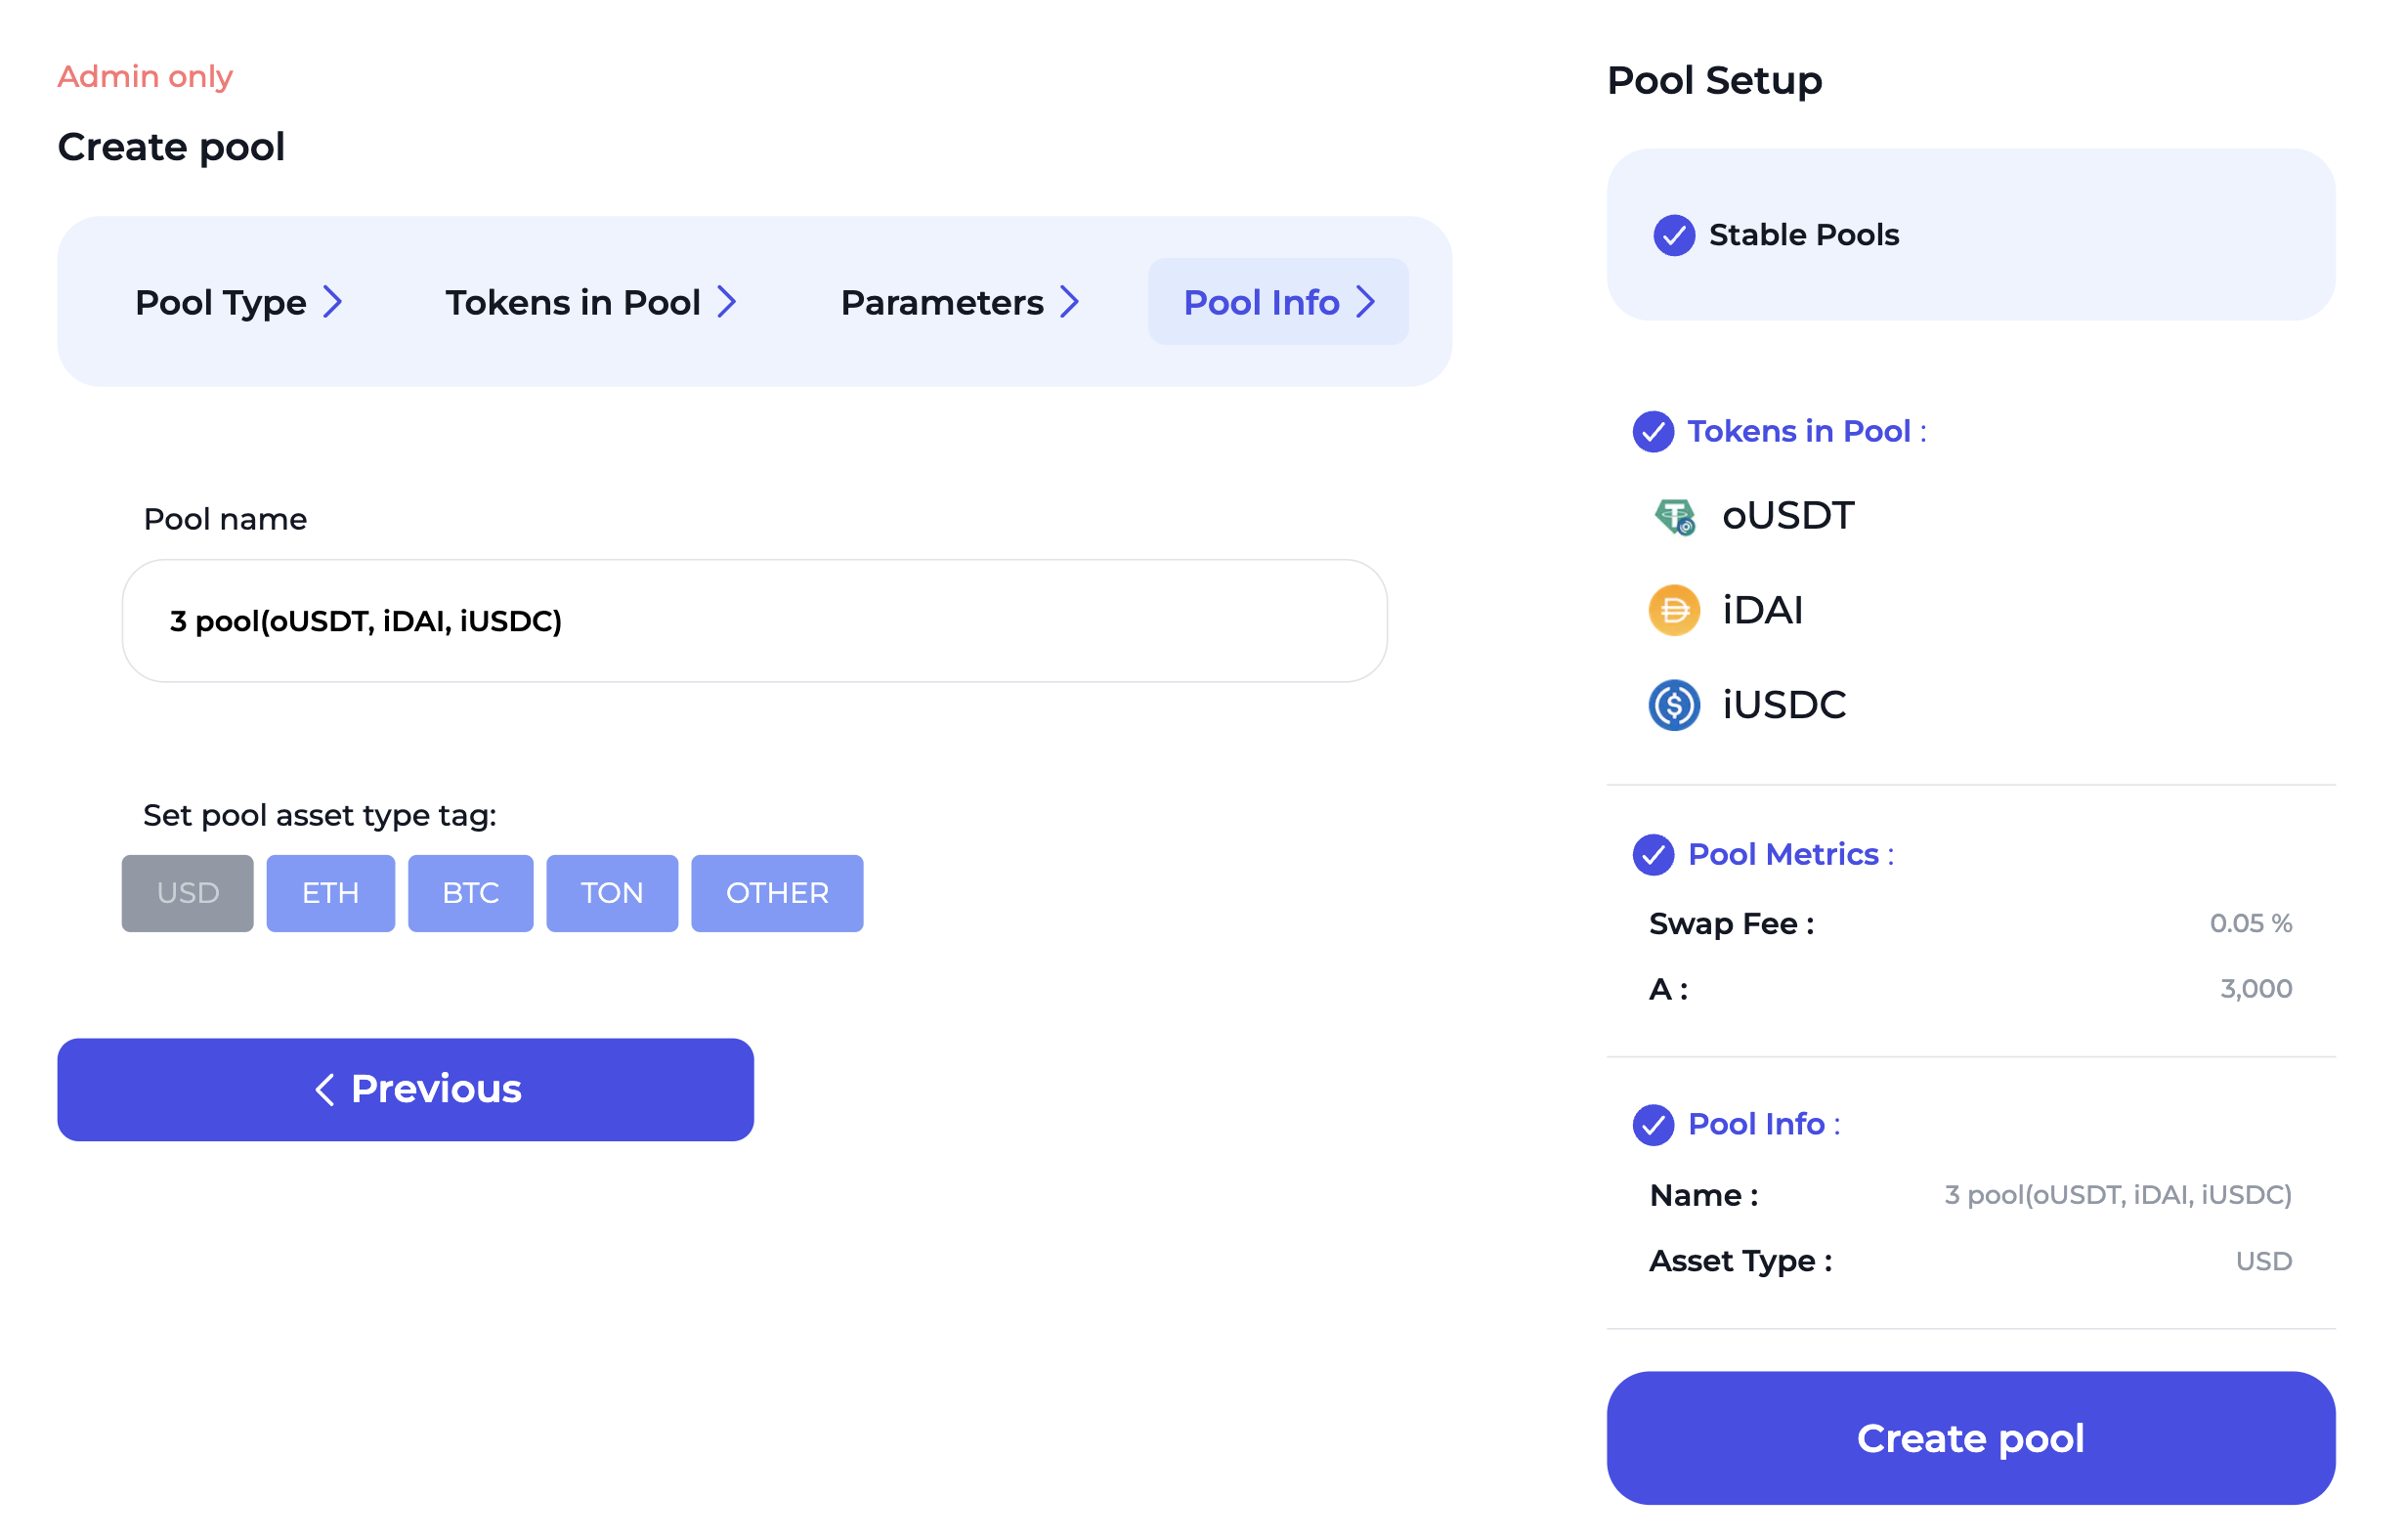 Admin only
Create pool
Pool Type
Tokens in Pool
Parameters
Pool Info
Pool name
3 pool(oUSDT, iDAI, iUSDC)
Set pool asset type tag:
USD
ETH
BTC
TON
OTHER
Previous
Pool Setup
Stable Pools
Tokens in Pool :
oUSDT
iDAI
iUSDC
Pool Metrics :
Swap Fee : 0.05 %
A : 3,000
Pool Info :
Name : 3 pool(oUSDT, iDAI, iUSDC)
Asset Type : USD
Create pool